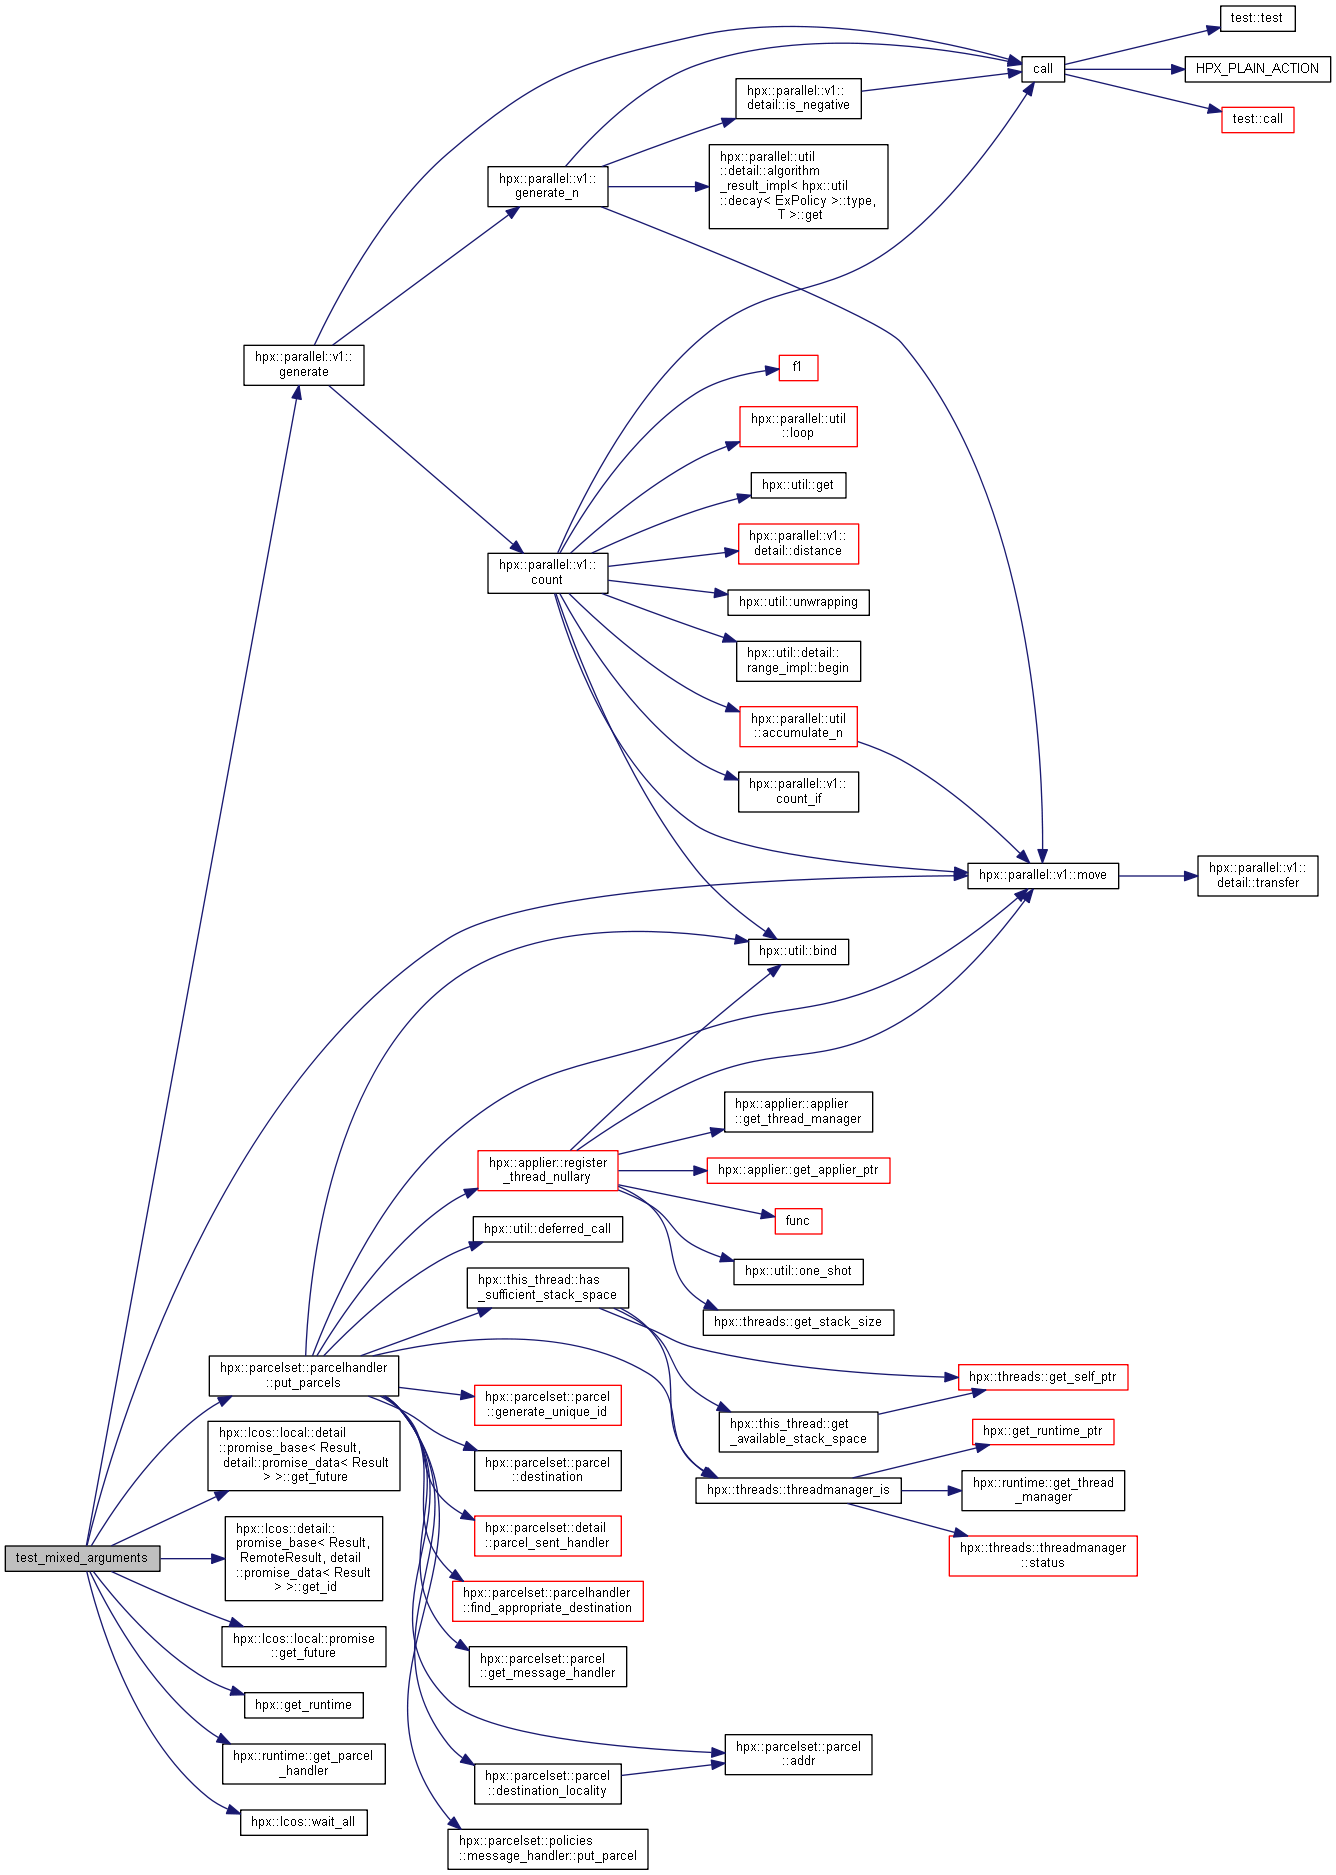 test::test
call
HPX_PLAIN_ACTION
test::call
hpx::parallel::v1::
detail::is_negative
hpx::parallel::v1::
generate_n
hpx::parallel::util
::detail::algorithm
_result_impl< hpx::util
::decay< ExPolicy >::type,
T >::get
hpx::parallel::v1::
generate
f1
hpx::parallel::util
::loop
hpx::util::get
hpx::parallel::v1::
detail::distance
hpx::parallel::v1::
count
hpx::util::unwrapping
hpx::util::detail::
range_impl::begin
hpx::parallel::util
::accumulate_n
hpx::parallel::v1::
count_if
hpx::parallel::v1::move
hpx::parallel::v1::
detail::transfer
hpx::util::bind
hpx::applier::applier
::get_thread_manager
hpx::applier::register
_thread_nullary
hpx::applier::get_applier_ptr
func
hpx::util::deferred_call
hpx::util::one_shot
hpx::this_thread::has
_sufficient_stack_space
hpx::threads::get_stack_size
hpx::parcelset::parcelhandler
::put_parcels
hpx::threads::get_self_ptr
hpx::parcelset::parcel
::generate_unique_id
hpx::this_thread::get
_available_stack_space
hpx::get_runtime_ptr
hpx::lcos::local::detail
::promise_base< Result,
detail::promise_data< Result
> >::get_future
hpx::parcelset::parcel
::destination
hpx::threads::threadmanager_is
hpx::runtime::get_thread
_manager
hpx::parcelset::detail
::parcel_sent_handler
hpx::threads::threadmanager
::status
test_mixed_arguments
hpx::lcos::detail::
promise_base< Result,
RemoteResult, detail
::promise_data< Result
> >::get_id
hpx::parcelset::parcelhandler
::find_appropriate_destination
hpx::lcos::local::promise
::get_future
hpx::parcelset::parcel
::get_message_handler
hpx::get_runtime
hpx::runtime::get_parcel
_handler
hpx::parcelset::parcel
::addr
hpx::parcelset::parcel
::destination_locality
hpx::lcos::wait_all
hpx::parcelset::policies
::message_handler::put_parcel